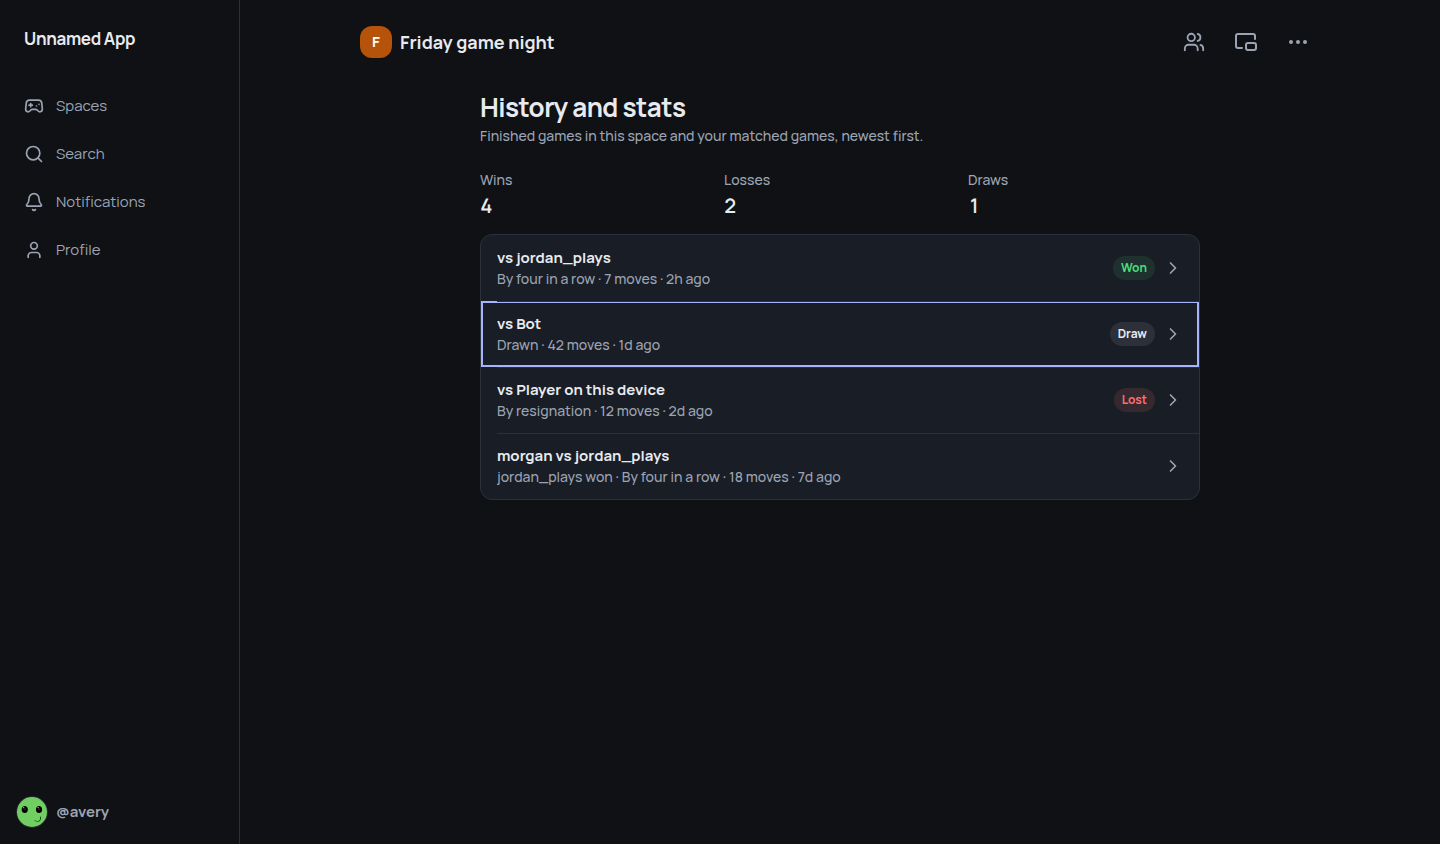 Unnamed App
Spaces
Search
Notifications
Profile
@avery
F
Friday game night
History and stats
Finished games in this space and your matched games, newest first.
Wins
4
Losses
2
Draws
1
vs jordan_plays
By four in a row · 7 moves · 2h ago
Won
vs Bot
Drawn · 42 moves · 1d ago
Draw
vs Player on this device
By resignation · 12 moves · 2d ago
Lost
morgan vs jordan_plays
jordan_plays won · By four in a row · 18 moves · 7d ago